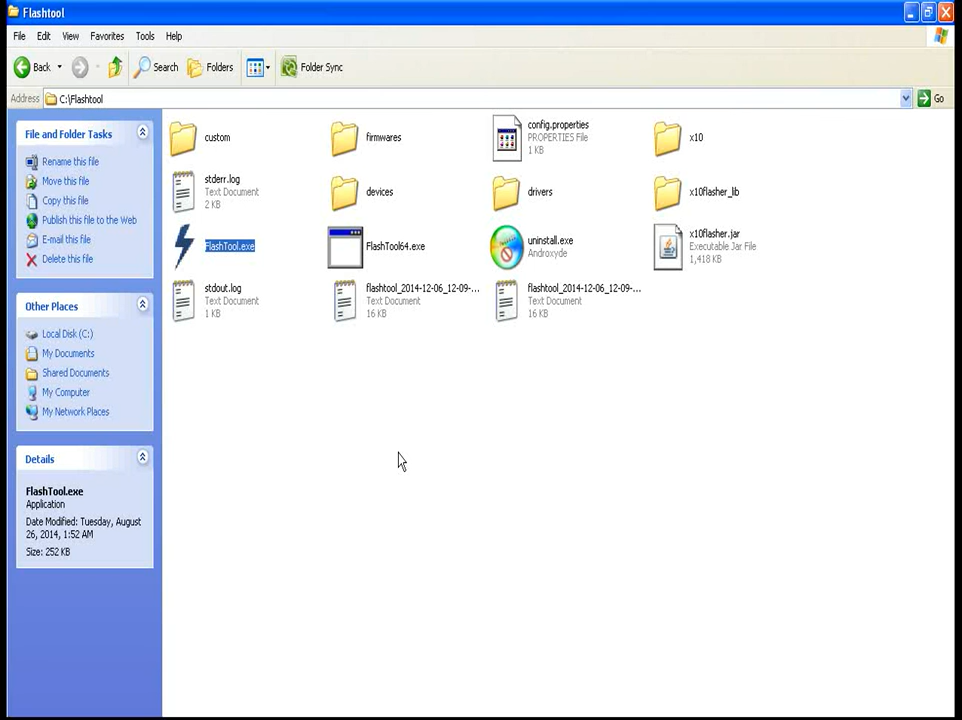 Flashtool
File Edit View Favorites Tools Help
Back Search Folders Folder Sync
Address C:\Flashtool Go
File and Folder Tasks
Rename this file
Move this file
Copy this file
Publish this file to the Web
E-mail this file
Delete this file
Other Places
Local Disk (C:)
My Documents
Shared Documents
My Computer
My Network Places
Details
FlashTool.exe
Application
Date Modified: Tuesday, August
26, 2014, 1:52 AM
Size: 252 KB
custom
firmwares
config.properties
PROPERTIES File
1 KB
x10
stderr.log
Text Document
2 KB
devices
drivers
x10flasher_lib
FlashTool.exe
FlashTool64.exe
uninstall.exe
Androxyde
x10flasher.jar
Executable Jar File
1,418 KB
stdout.log
Text Document
1 KB
flashtool_2014-12-06_12-09-...
Text Document
16 KB
flashtool_2014-12-06_12-09-...
Text Document
16 KB